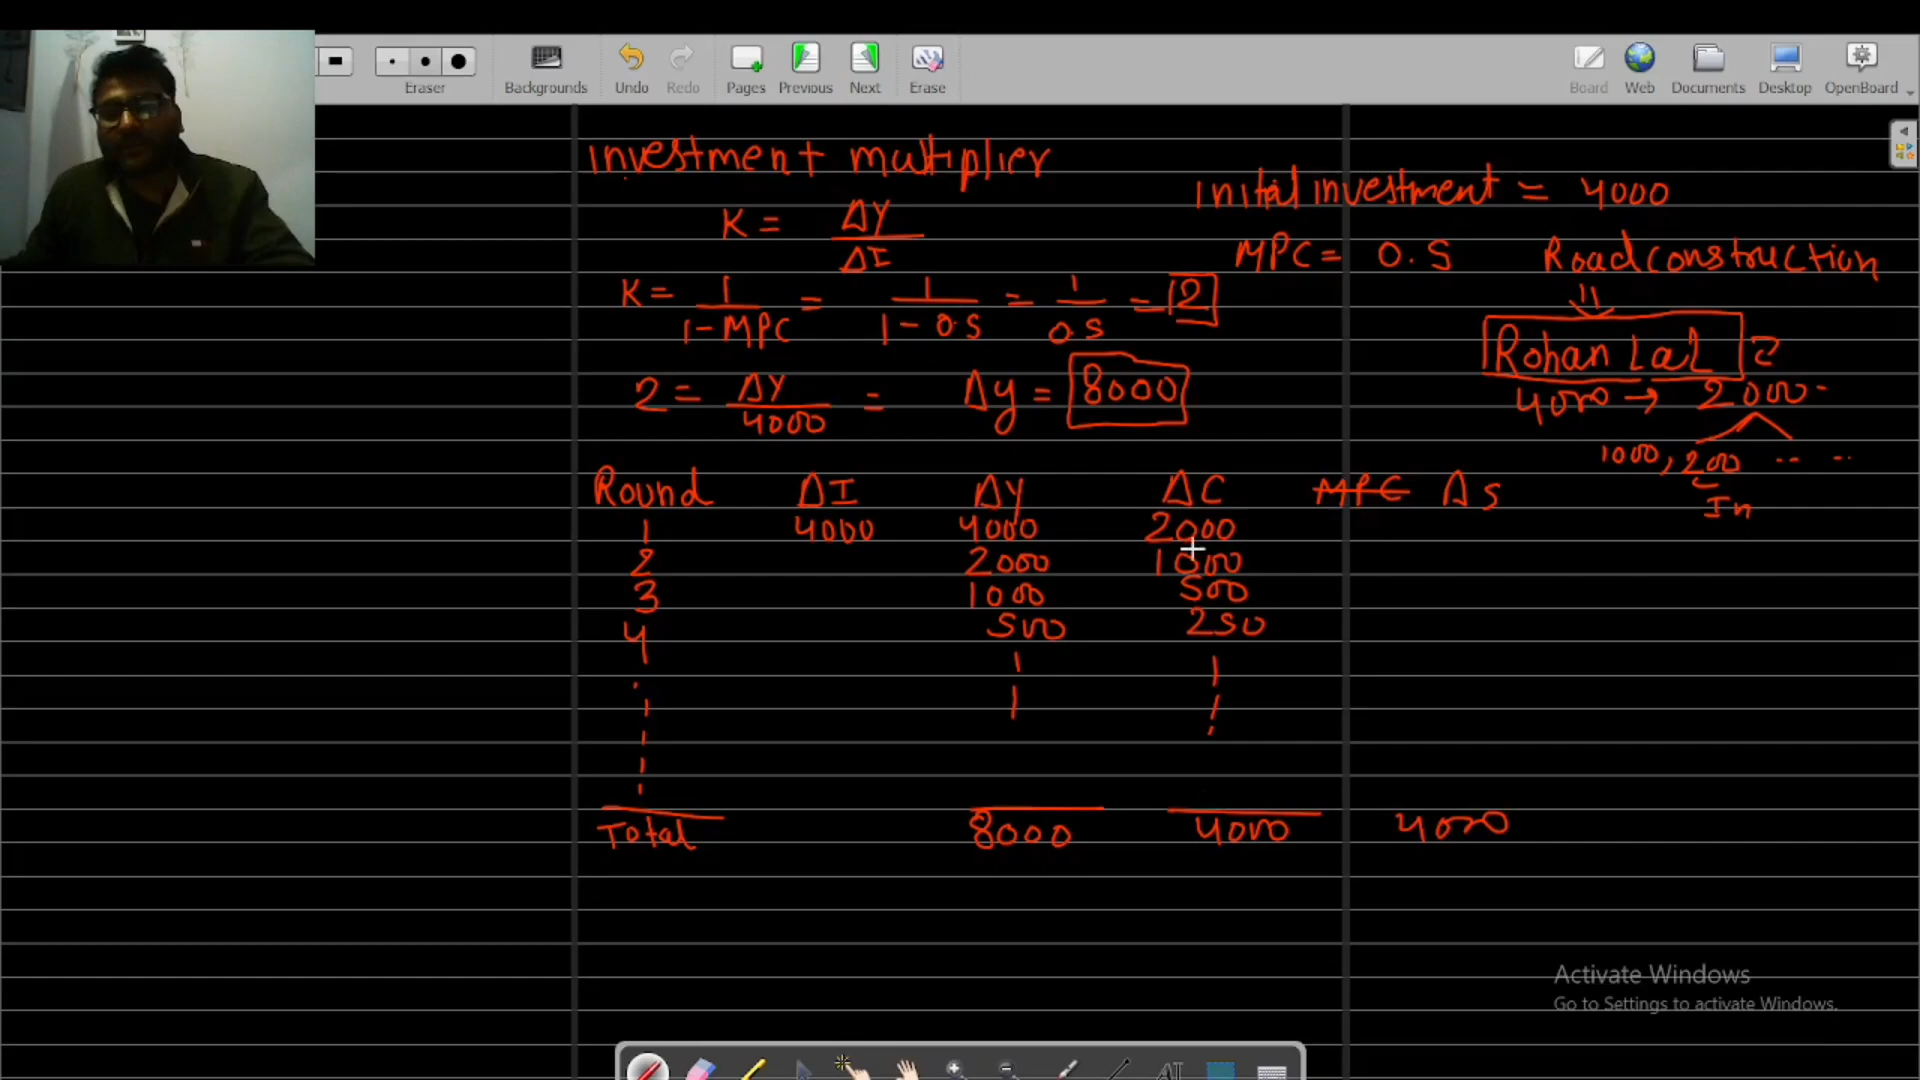 Eraser Backgrounds Undo Redo Pages Previous Next Erase Board Web Documents Desktop OpenBoard
Investment multiplier
Initial investment = 4000
K = ΔY / ΔI
MPC = 0.5 Road construction
K = 1 / 1-MPC = 1 / 1-0.5 = 1 / 0.5 = 2
Rohan Lal
2 = ΔY / 4000 = Δy = 8000
4000 → 2000
1000, 200 .. ..
In
Round ΔI ΔY ΔC MPC ΔS
1 4000 4000 2000
2 2000 1000
3 1000 500
4 500 250
Total 8000 4000 4000
Activate Windows
Go to Settings to activate Windows.